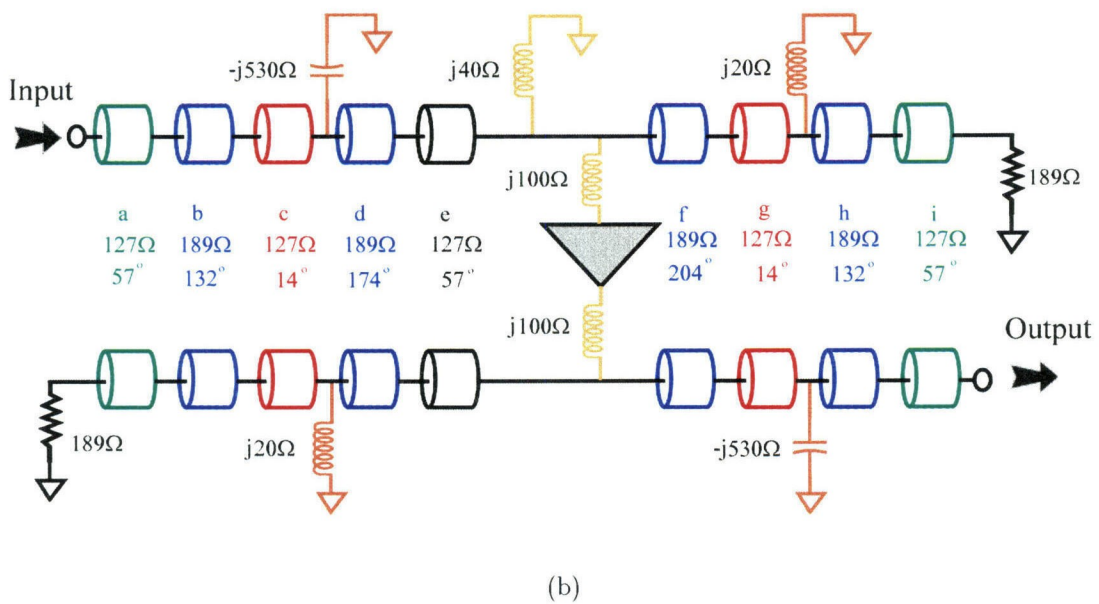 -j530Ω j40Ω j20Ω
Input
j100Ω 189Ω
a b c d e f g h i
127Ω 189Ω 127Ω 189Ω 127Ω 189Ω 127Ω 189Ω 127Ω
57° 132° 14° 174° 57° 204° 14° 132° 57°
j100Ω
Output
189Ω j20Ω -j530Ω
(b)